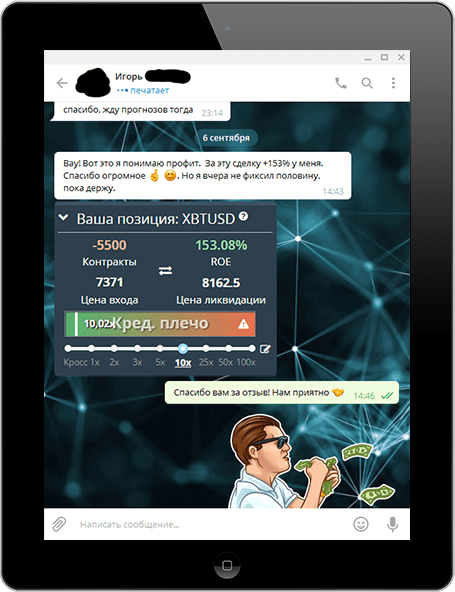 Игорь
печатает
спасибо, жду прогнозов тогда
23:14
6 сентября
Вау! Вот это я понимаю профит. За эту сделку +153% у меня.
Спасибо огромное 🤞 😊. Но я вчера не фиксил половину,
пока держу.
14:43
Ваша позиция: XBTUSD ?
-5500 153.08%
Контракты ROE
7371 8162.5
Цена входа Цена ликвидации
10,02x Кред. плечо
Кросс 1x 2x 3x 5x 10x 25x 50x 100x
Спасибо вам за отзыв! Нам приятно 🤝
14:46
Написать сообщение...